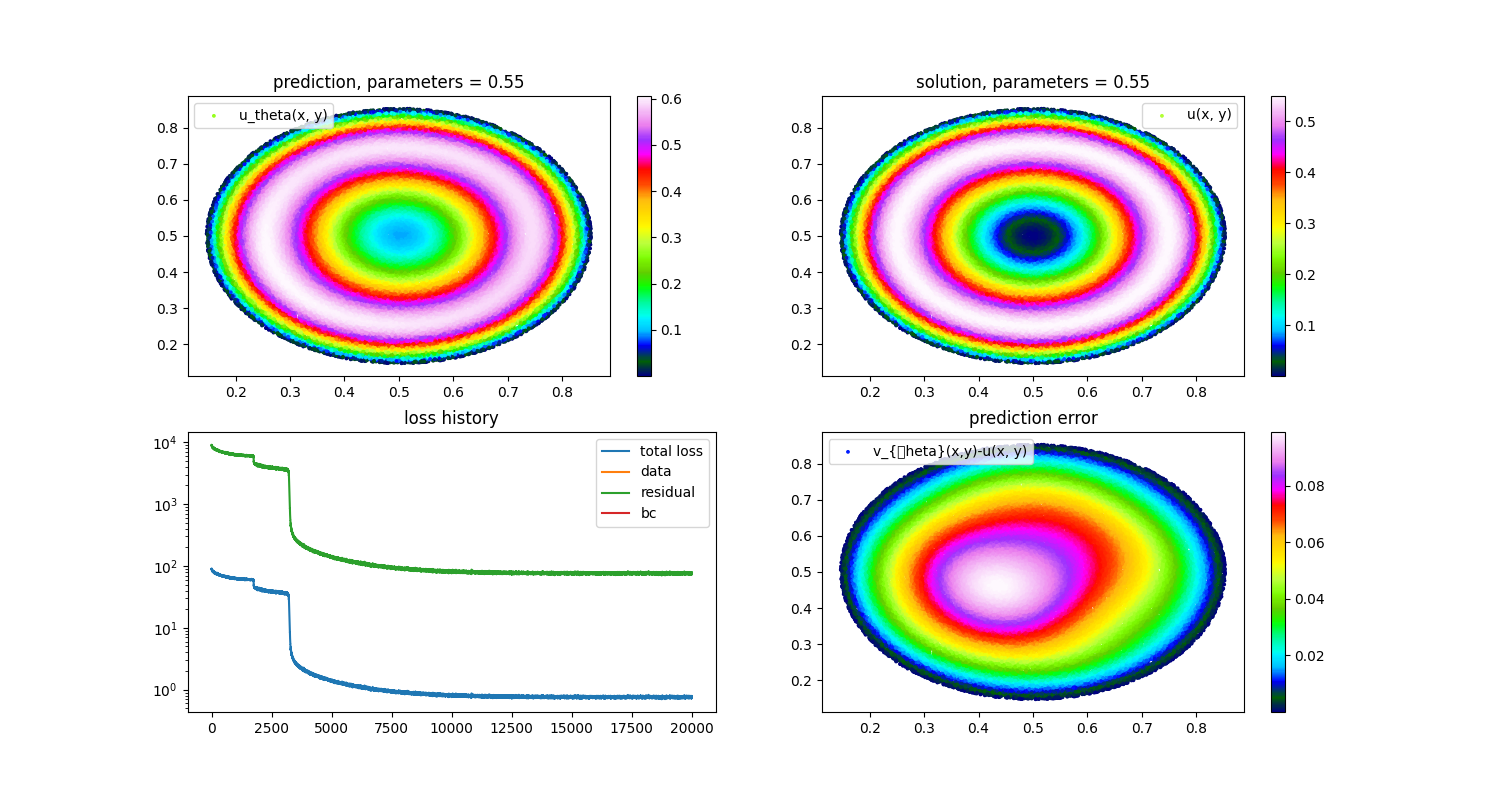 prediction, parameters = 0.55
u_theta(x, y)
0.8
0.7
0.6
0.5
0.4
0.3
0.2
0.2 0.3 0.4 0.5 0.6 0.7 0.8
0.6
0.5
0.4
0.3
0.2
0.1
solution, parameters = 0.55
u(x, y)
0.8
0.7
0.6
0.5
0.4
0.3
0.2
0.2 0.3 0.4 0.5 0.6 0.7 0.8
0.5
0.4
0.3
0.2
0.1
loss history
total loss
data
residual
bc
10⁴
10³
10²
10¹
10⁰
0 2500 5000 7500 10000 12500 15000 17500 20000
prediction error
v_{▯heta}(x,y)-u(x, y)
0.8
0.7
0.6
0.5
0.4
0.3
0.2
0.2 0.3 0.4 0.5 0.6 0.7 0.8
0.08
0.06
0.04
0.02